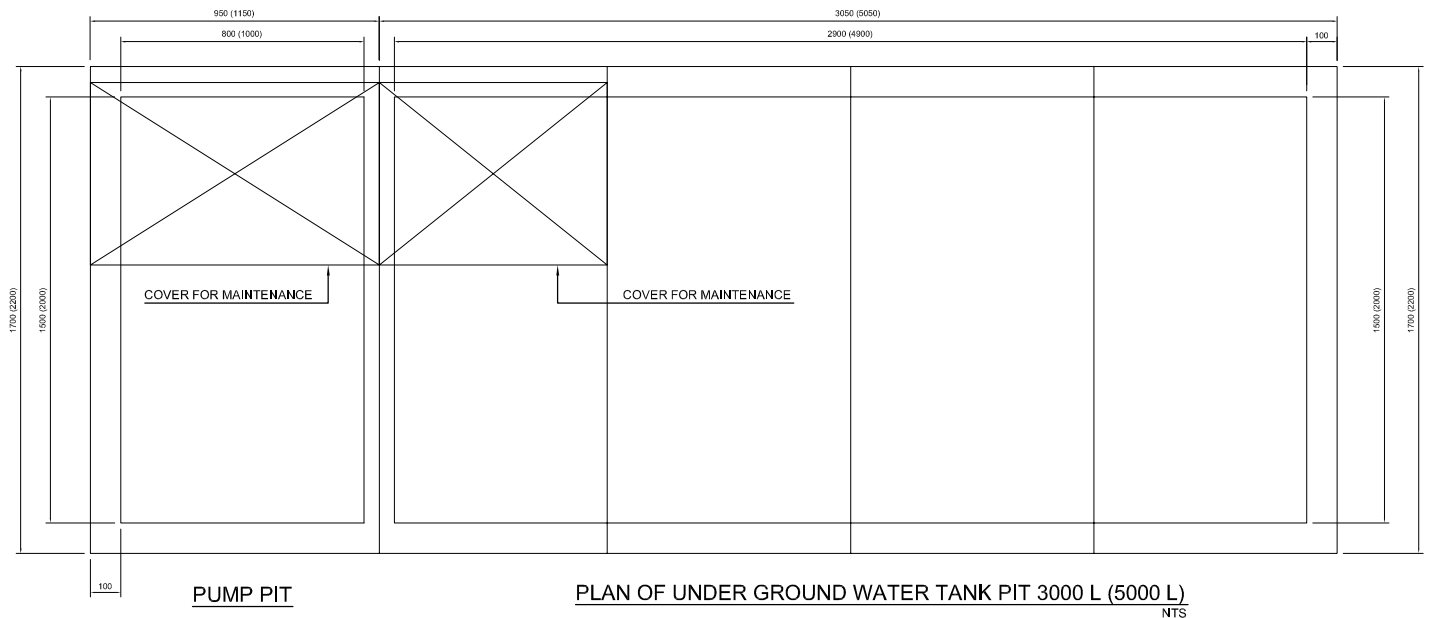 950 (1150)
3050 (5050)
800 (1000)
2900 (4900)
100
1700 (2200)
1500 (2000)
COVER FOR MAINTENANCE
COVER FOR MAINTENANCE
1500 (2000)
1700 (2200)
100
PUMP PIT
PLAN OF UNDER GROUND WATER TANK PIT 3000 L (5000 L)
NTS